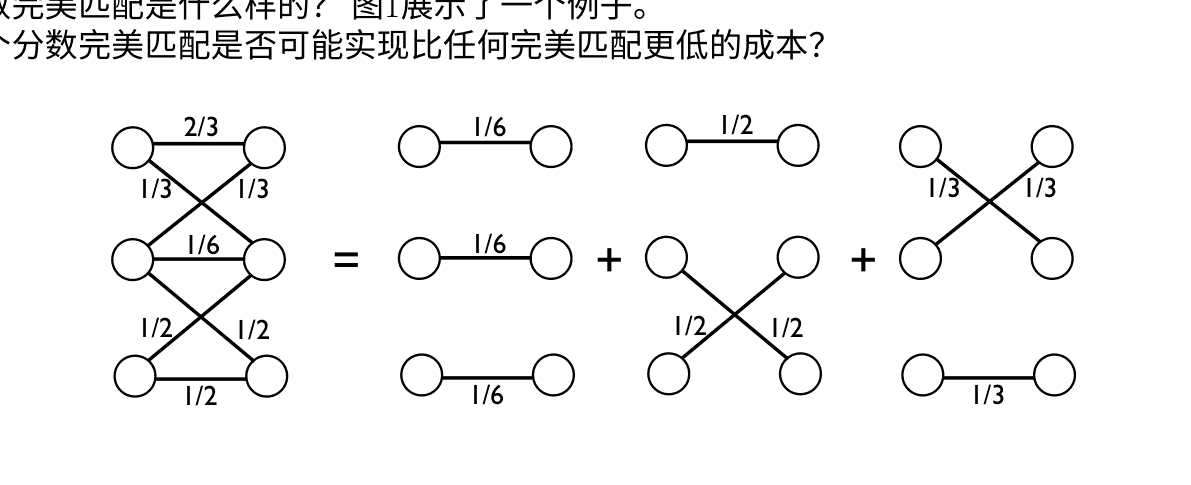 数完美匹配是什么样的？ 图1展示了一个例子。
个分数完美匹配是否可能实现比任何完美匹配更低的成本？
2/3 1/6 1/2
1/3 1/3 1/3 1/3
1/6 = 1/6 + +
1/2 1/2 1/2 1/2
1/2 1/6 1/3